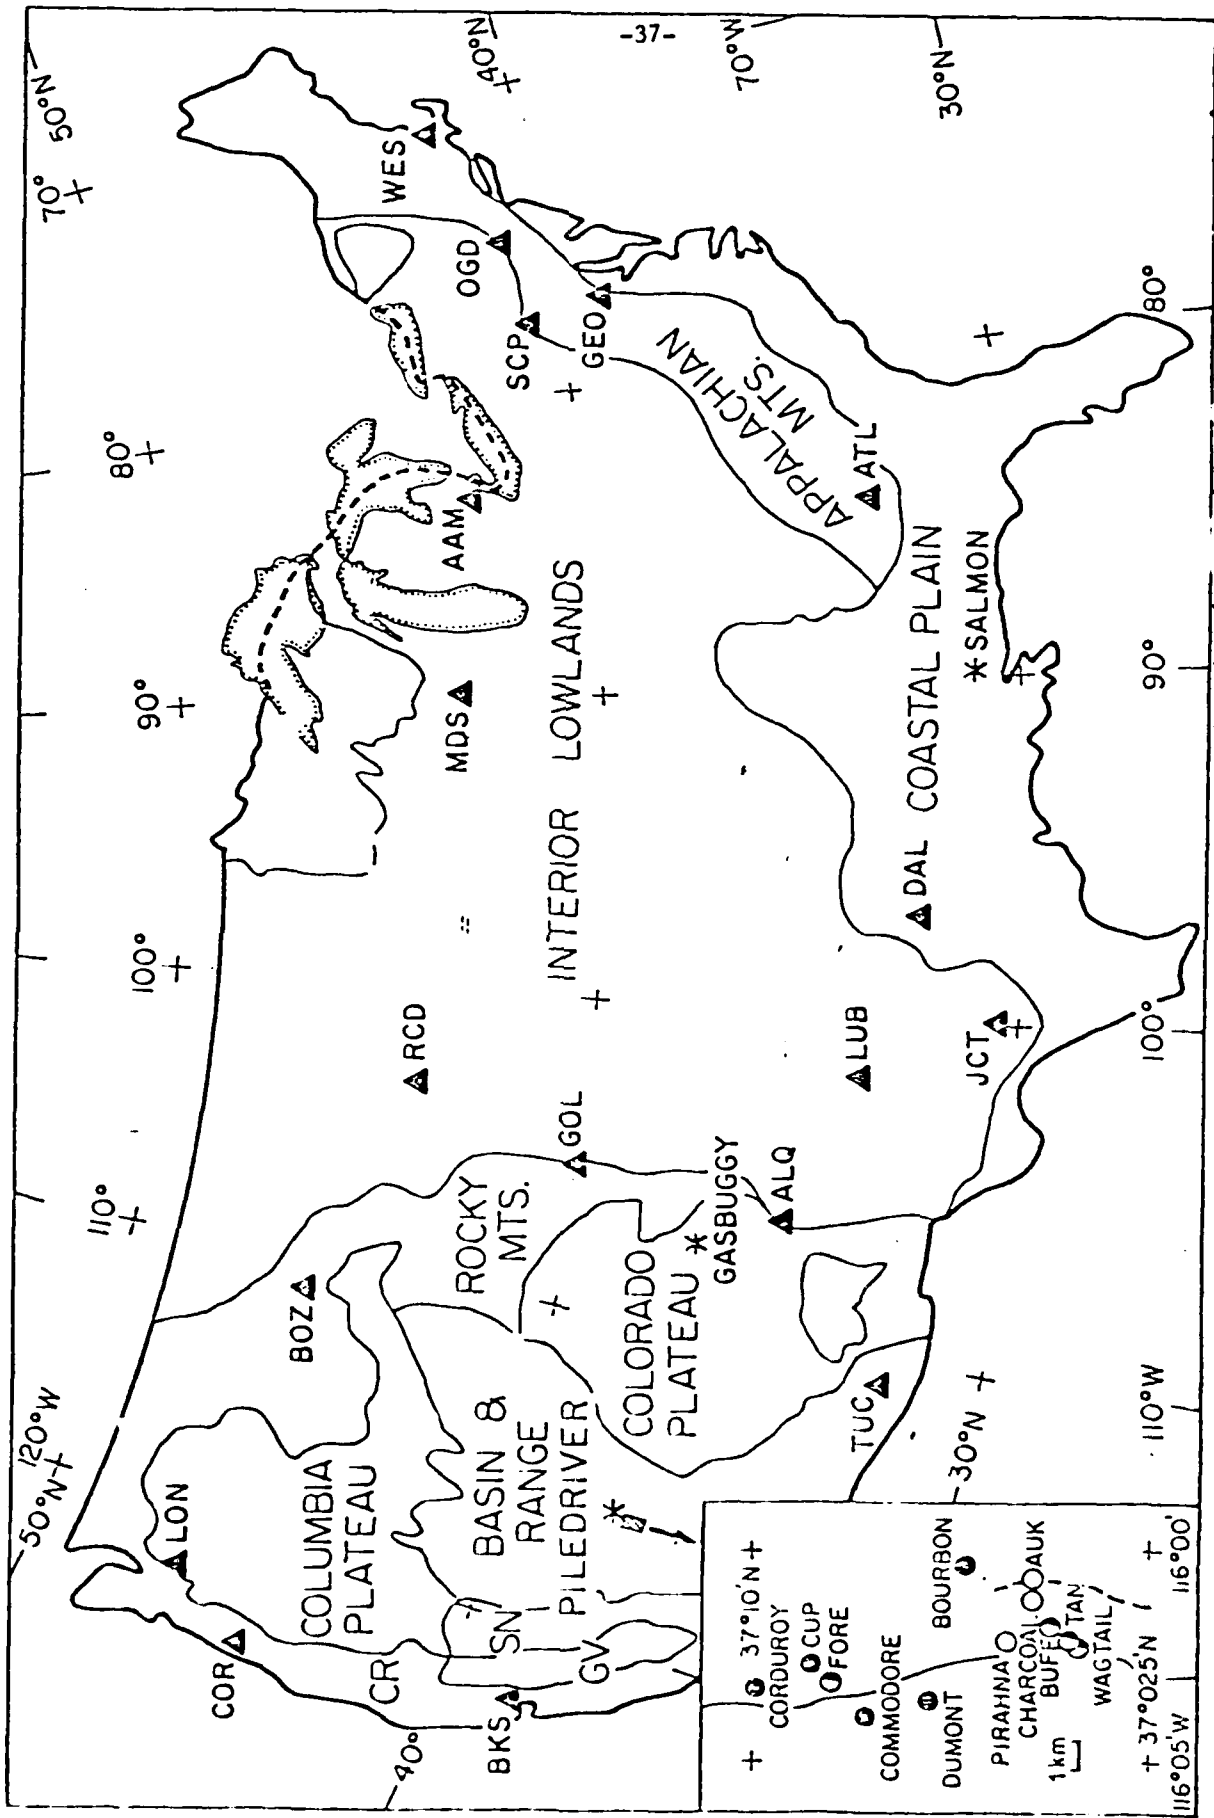 -37-
50°N
120°W
110°
100°
90°
80°
70°
50°N
40°N
70°W
30°N
80°
90°
100°
110°W
30°N
40°
LON
COR
BOZ
RCD
MDS
AAM
OGD
WES
SCP
GEO
GOL
BKS
ALQ
LUB
TUC
JCT
DAL
ATL
COLUMBIA
PLATEAU
CR
SN
GV
BASIN &
RANGE
PILEDRIVER
ROCKY
MTS.
COLORADO
PLATEAU
GASBUGGY
INTERIOR LOWLANDS
APPALACHIAN
MTS.
COASTAL PLAIN
SALMON
37°10'N
CORDUROY
CUP
FORE
COMMODORE
BOURBON
DUMONT
PIRAHNA
CHARCOAL
AUK
BUFF
TAN
WAGTAIL
1 km
37°025'N
116°05'W
116°00'